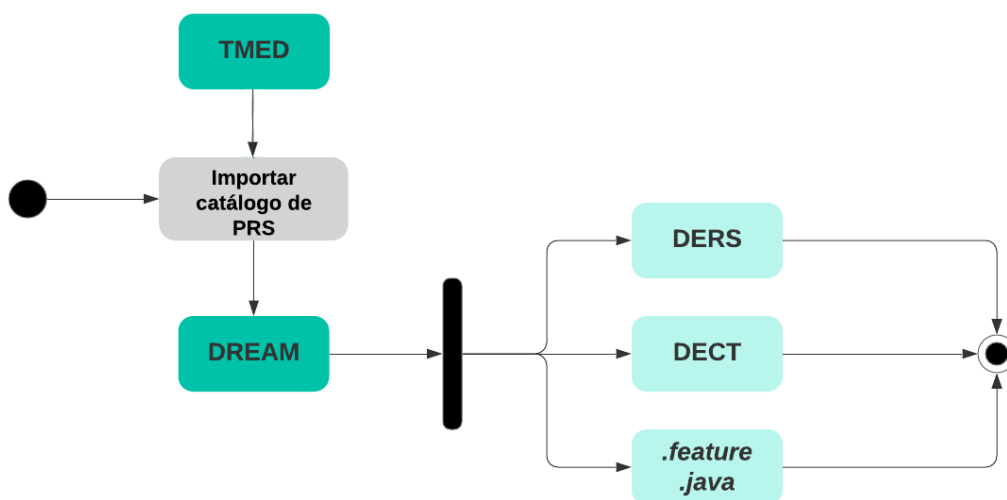 TMED
Importar
catálogo de
PRS
DREAM
DERS
DECT
.feature
.java